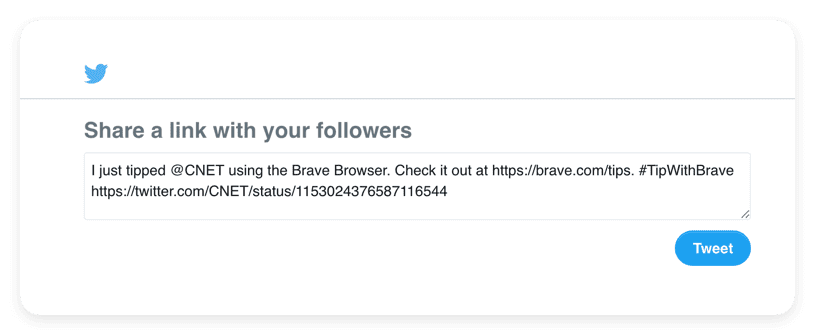 Share a link with your followers
I just tipped @CNET using the Brave Browser. Check it out at https://brave.com/tips. #TipWithBrave
https://twitter.com/CNET/status/1153024376587116544
Tweet